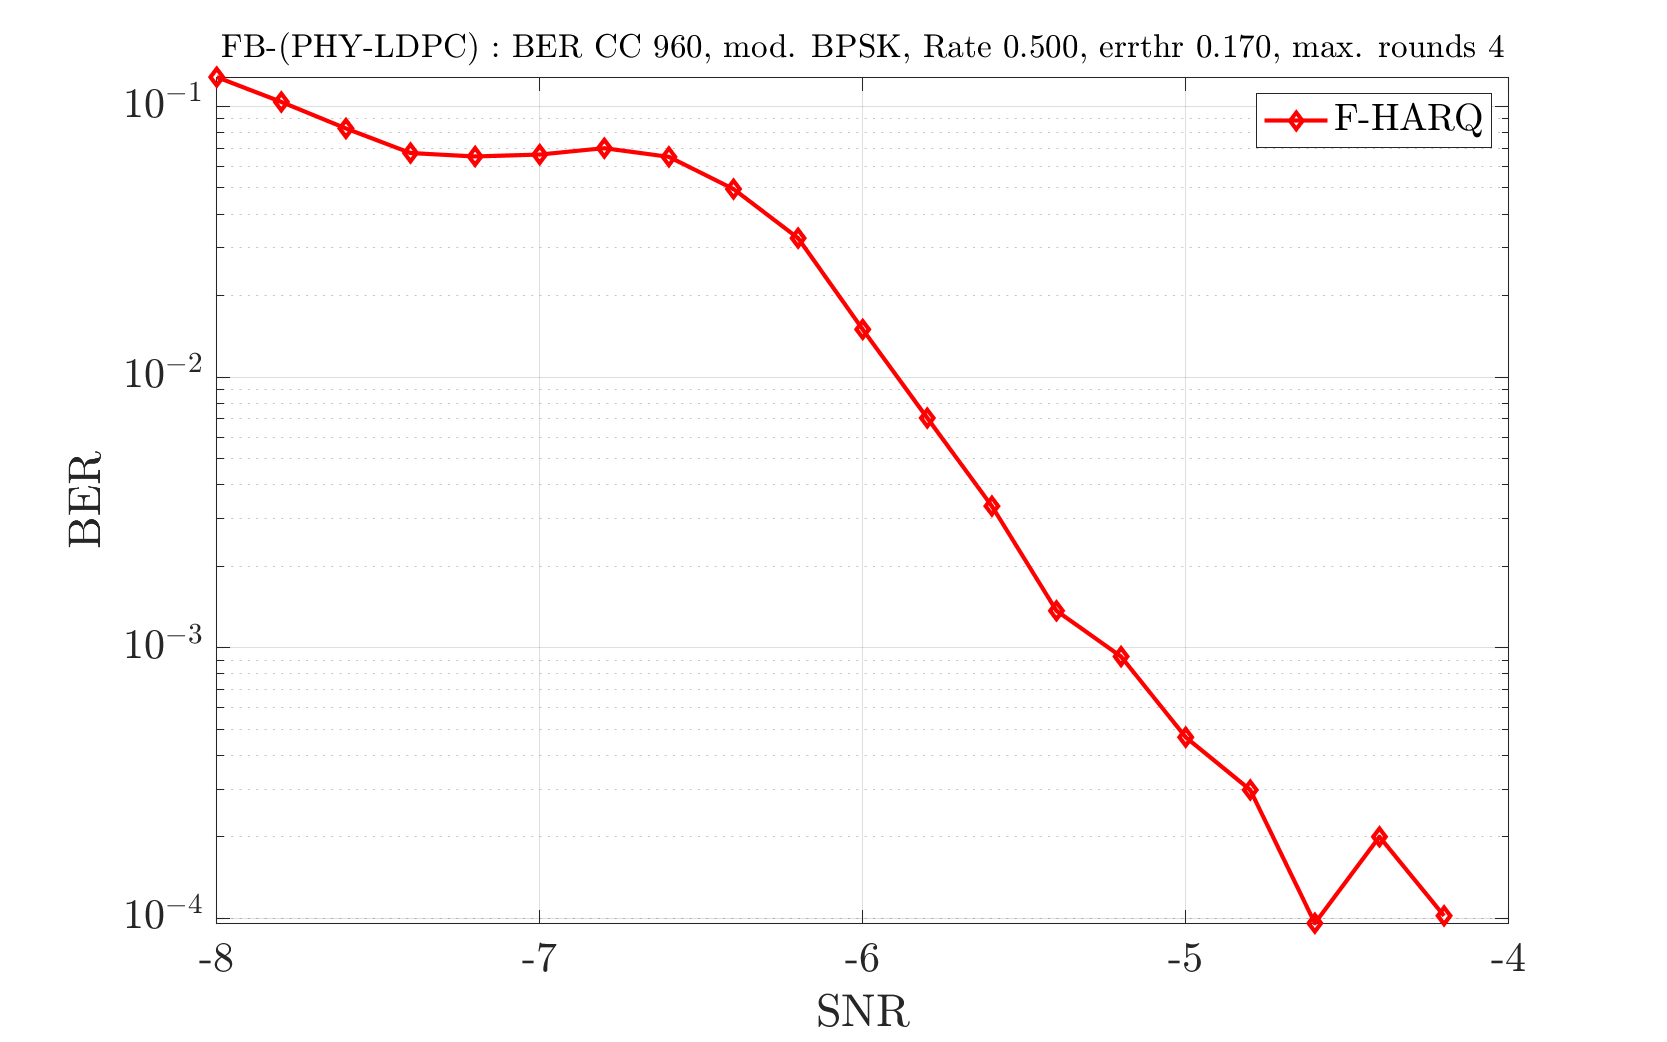 FB-(PHY-LDPC) : BER CC 960, mod. BPSK, Rate 0.500, errthr 0.170, max. rounds 4
F-HARQ
10⁻¹
10⁻²
10⁻³
10⁻⁴
BER
-8 -7 -6 -5 -4
SNR